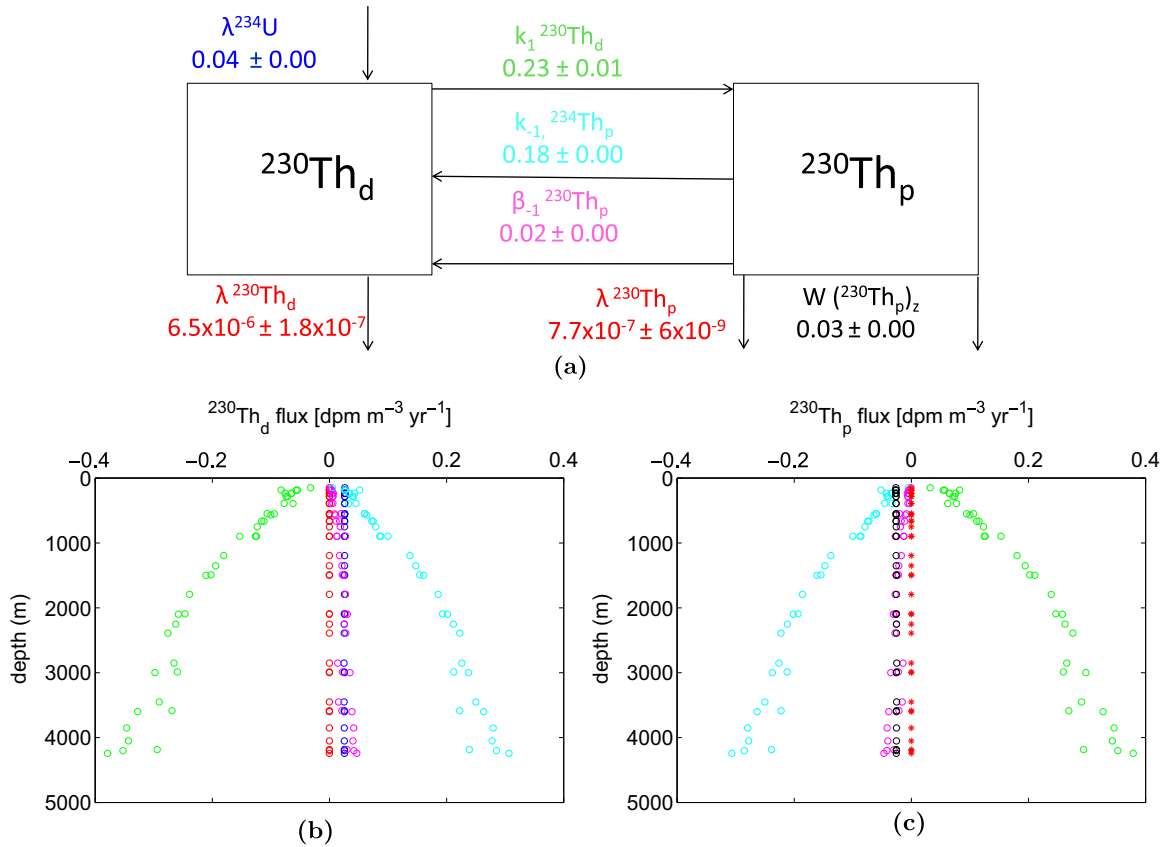 λ²³⁴U
0.04 ± 0.00
k₁ ²³⁰Th_d
0.23 ± 0.01
²³⁰Th_d
k₋₁, ²³⁴Th_p
0.18 ± 0.00
²³⁰Th_p
β₋₁ ²³⁰Th_p
0.02 ± 0.00
λ ²³⁰Th_d
6.5x10⁻⁶ ± 1.8x10⁻⁷
λ ²³⁰Th_p
7.7x10⁻⁷ ± 6x10⁻⁹
W (²³⁰Th_p)_z
0.03 ± 0.00
(a)
²³⁰Th_d flux [dpm m⁻³ yr⁻¹]
−0.4 −0.2 0 0.2 0.4
0
1000
2000
3000
4000
5000
depth (m)
(b)
²³⁰Th_p flux [dpm m⁻³ yr⁻¹]
−0.4 −0.2 0 0.2 0.4
0
1000
2000
3000
4000
5000
depth (m)
(c)